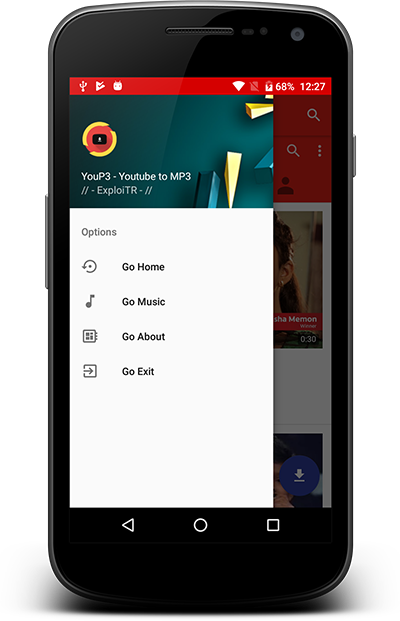 68% 12:27
YouP3 - Youtube to MP3
// - ExploiTR - //
Options
Go Home
Go Music
Go About
Go Exit
sha Memon
Winner
0:30